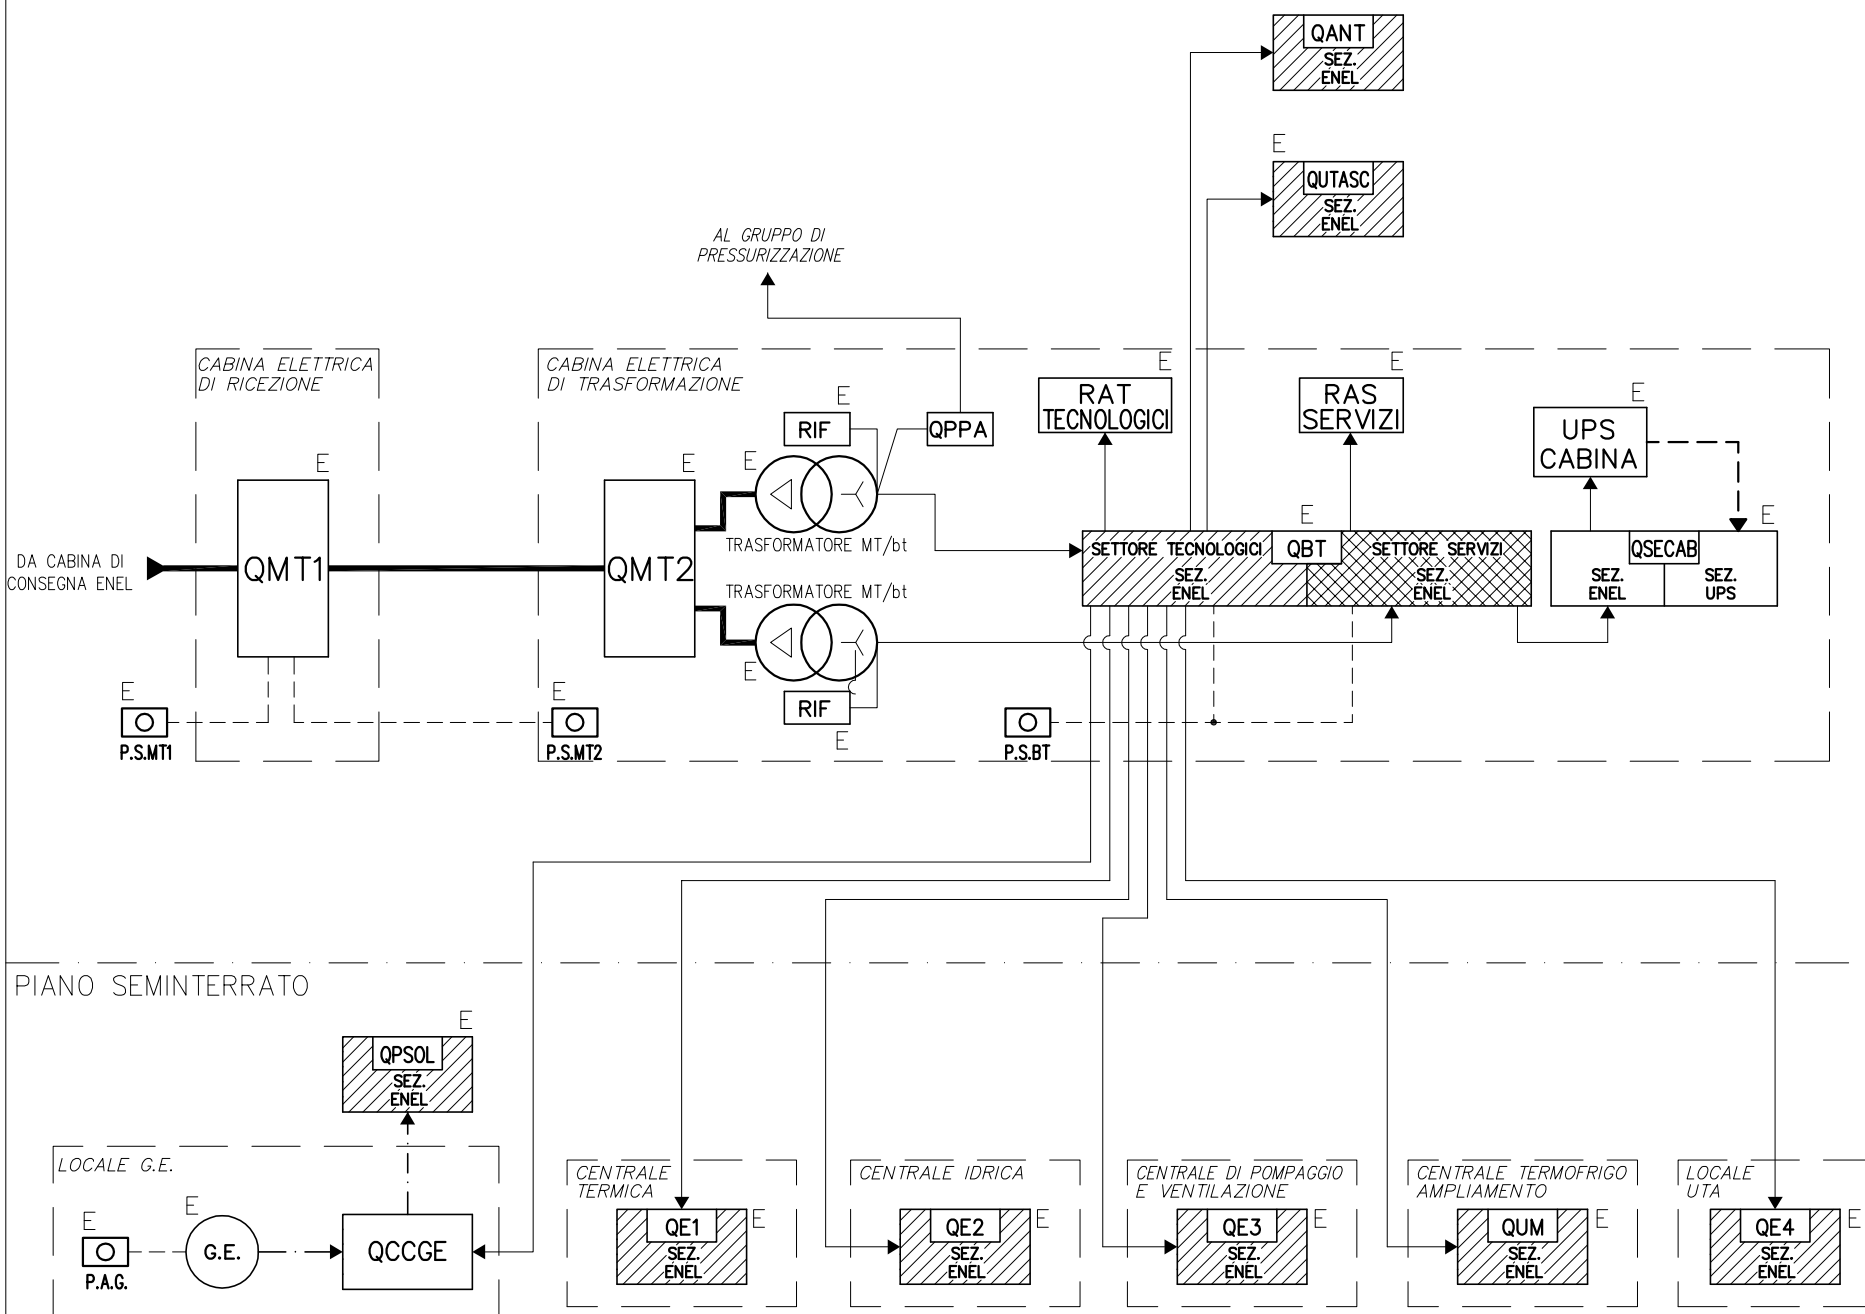 QANT
SEZ.
ENEL
E
QUTASC
SEZ.
ENEL
AL GRUPPO DI
PRESSURIZZAZIONE
CABINA ELETTRICA
DI RICEZIONE
CABINA ELETTRICA
DI TRASFORMAZIONE
E
RAT
TECNOLOGICI
E
RAS
SERVIZI
E
UPS
CABINA
E
RIF
QPPA
E
QMT1
E
QMT2
E
TRASFORMATORE MT/bt
DA CABINA DI
CONSEGNA ENEL
E
SETTORE TECNOLOGICI
QBT
SETTORE SERVIZI
SEZ.
ENEL
SEZ.
ENEL
E
QSECAB
SEZ.
ENEL
SEZ.
UPS
TRASFORMATORE MT/bt
E
RIF
E
E
P.S.MT1
E
P.S.MT2
P.S.BT
PIANO SEMINTERRATO
E
QPSOL
SEZ.
ENEL
LOCALE G.E.
E
P.A.G.
E
G.E.
QCCGE
CENTRALE
TERMICA
QE1
E
SEZ.
ENEL
CENTRALE IDRICA
QE2
E
SEZ.
ENEL
CENTRALE DI POMPAGGIO
E VENTILAZIONE
QE3
E
SEZ.
ENEL
CENTRALE TERMOFRIGO
AMPLIAMENTO
QUM
E
SEZ.
ENEL
LOCALE
UTA
QE4
E
SEZ.
ENEL